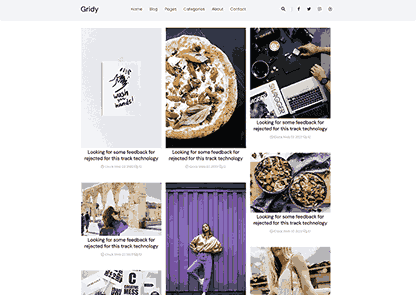 Gridy
Home Blog Pages Categories About Contact
wash your hands!
Looking for some feedback for
rejected for this track technology
Looking for some feedback for
rejected for this track technology
Looking for some feedback for
rejected for this track technology
Looking for some feedback for
rejected for this track technology
Looking for some feedback for
rejected for this track technology